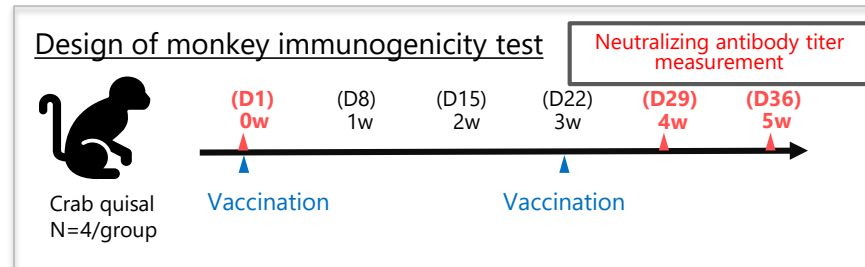 Design of monkey immunogenicity test
Neutralizing antibody titer
measurement
(D1) (D8) (D15) (D22) (D29) (D36)
0w 1w 2w 3w 4w 5w
Vaccination Vaccination
Crab quisal
N=4/group